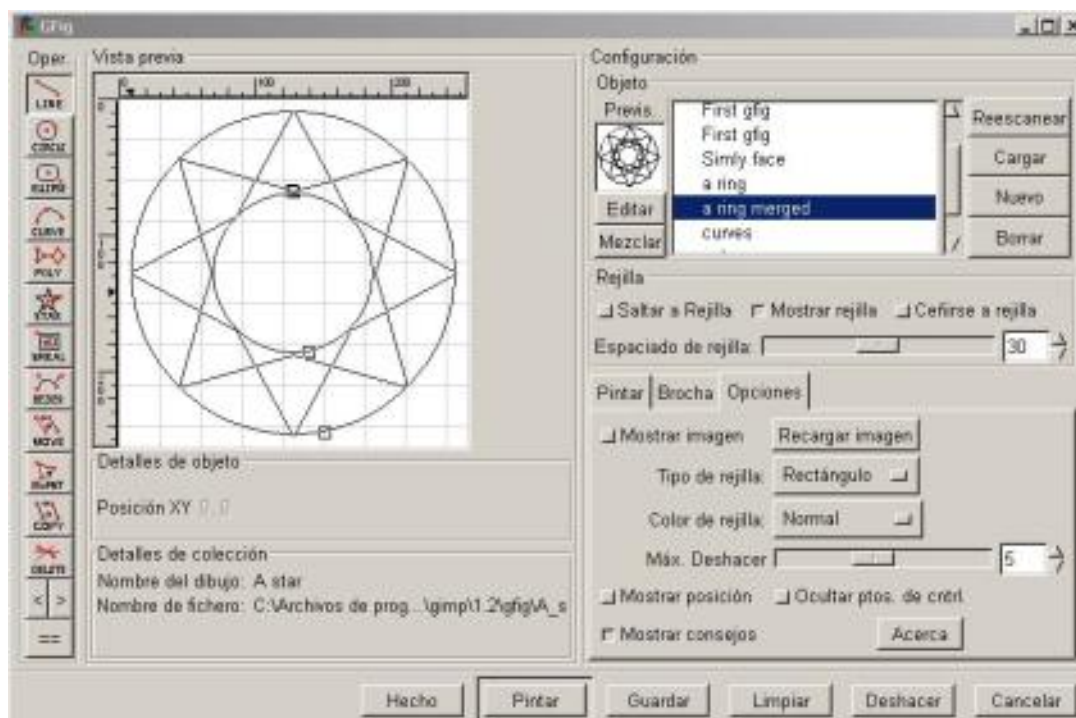 GFig
Oper.
LINE
CIRCLE
CURVE
POLY
STAR
BEZIER
MOVE
COPY
DELETE
< >
==
Vista previa
0 100 200
Detalles de objeto
Posición XY 0, 0
Detalles de colección
Nombre del dibujo: A star
Nombre de fichero: C:\Archivos de prog...\gimp\1.2\gfig\A_s
Configuración
Objeto
Previs.
Editar
Mezclar
First gfig
First gfig
Simly face
a ring
a ring merged
curves
Reescanear
Cargar
Nuevo
Borrar
Rejilla
Saltar a Rejilla Mostrar rejilla Ceñirse a rejilla
Espaciado de rejilla: 30
Pintar Brocha Opciones
Mostrar imagen Recargar imagen
Tipo de rejilla: Rectángulo
Color de rejilla: Normal
Máx. Deshacer 5
Mostrar posición Ocultar ptos. de cntrl.
Mostrar consejos Acerca
Hecho Pintar Guardar Limpiar Deshacer Cancelar